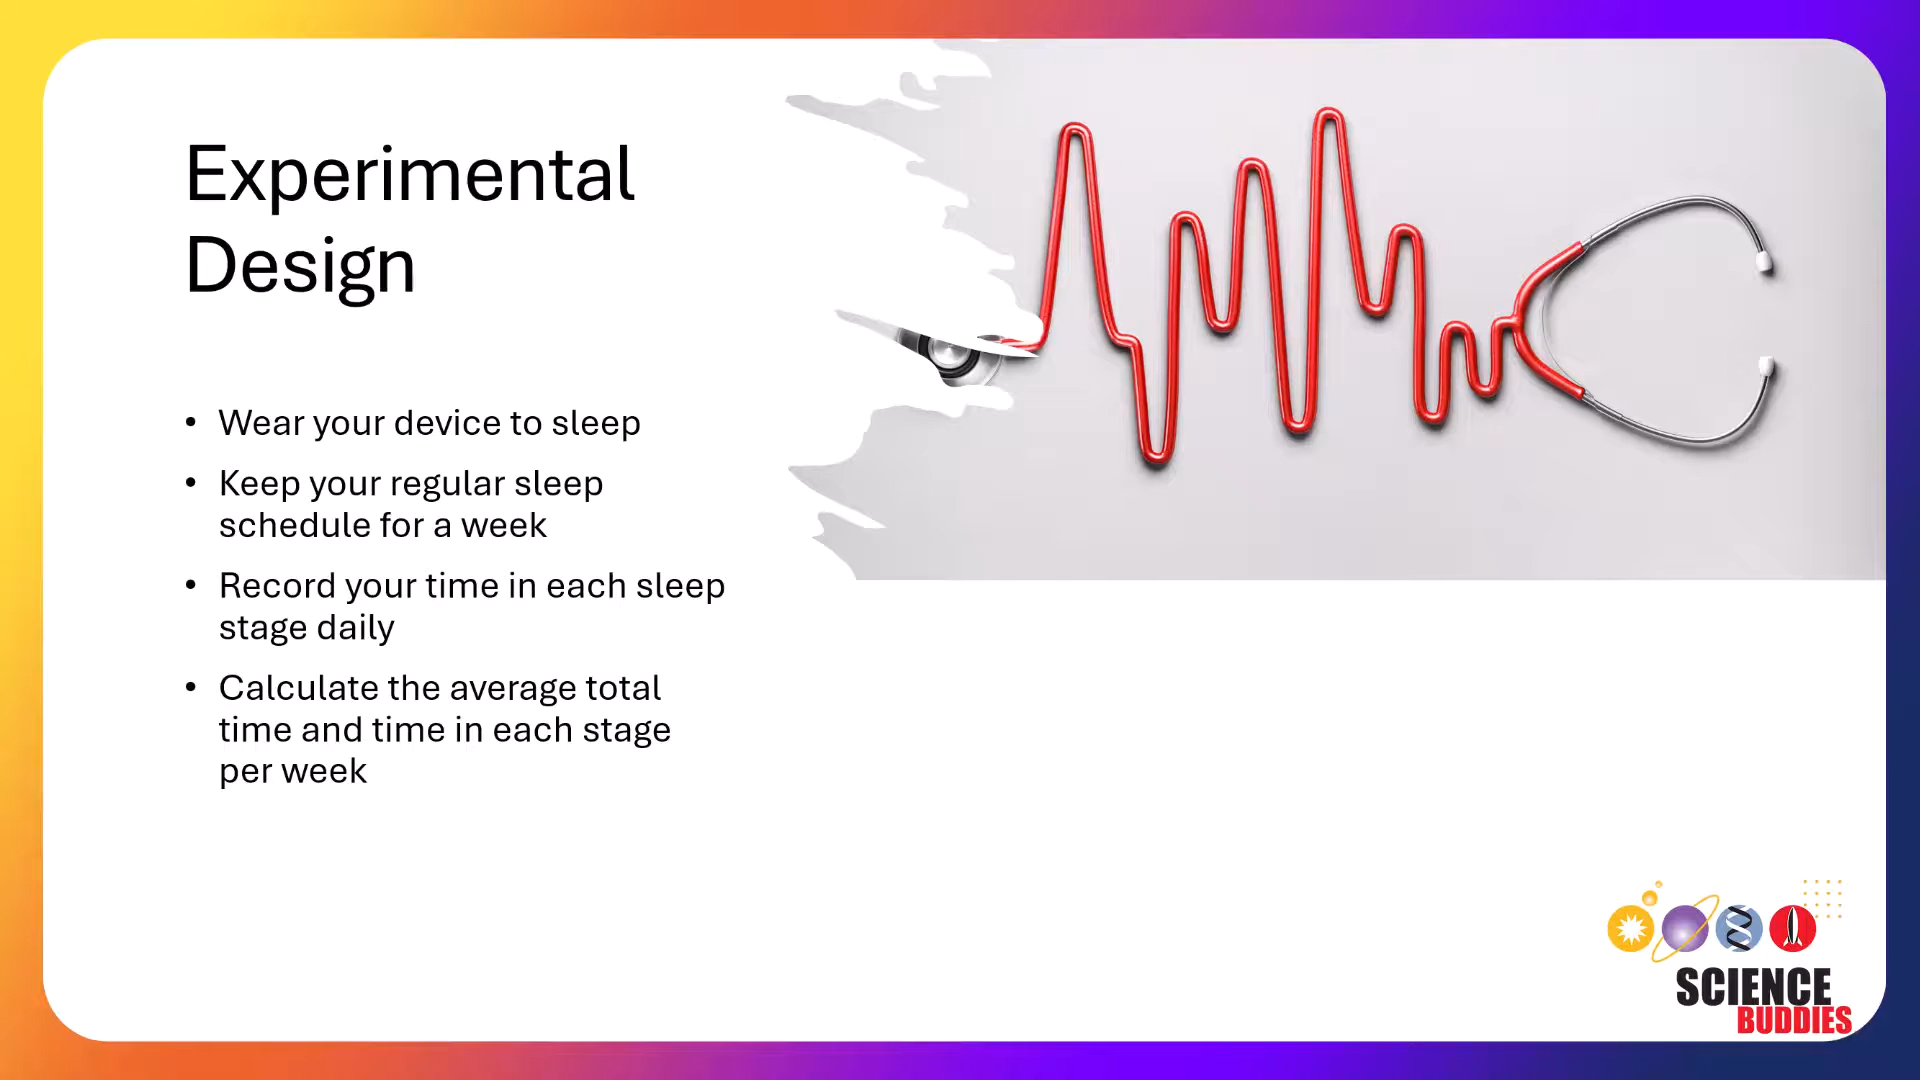 Experimental
Design
• Wear your device to sleep
• Keep your regular sleep
schedule for a week
• Record your time in each sleep
stage daily
• Calculate the average total
time and time in each stage
per week
SCIENCE
BUDDIES